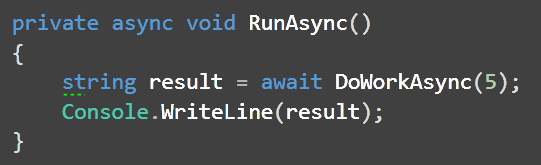 private async void RunAsync()
{
    string result = await DoWorkAsync(5);
    Console.WriteLine(result);
}